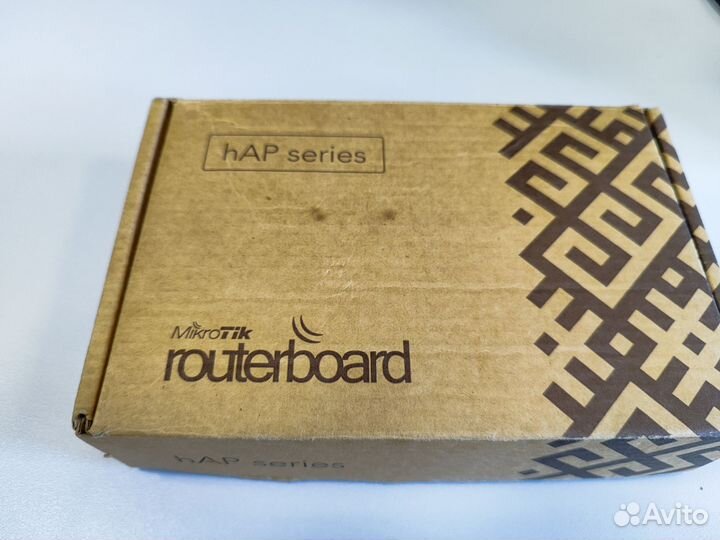 hAP series
MikroTik
routerboard
hAP series
Avito